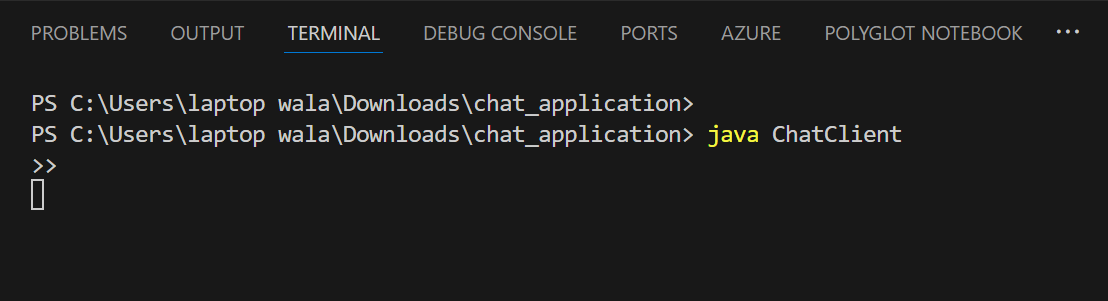 PROBLEMS OUTPUT TERMINAL DEBUG CONSOLE PORTS AZURE POLYGLOT NOTEBOOK ...
PS C:\Users\laptop wala\Downloads\chat_application>
PS C:\Users\laptop wala\Downloads\chat_application> java ChatClient
>>